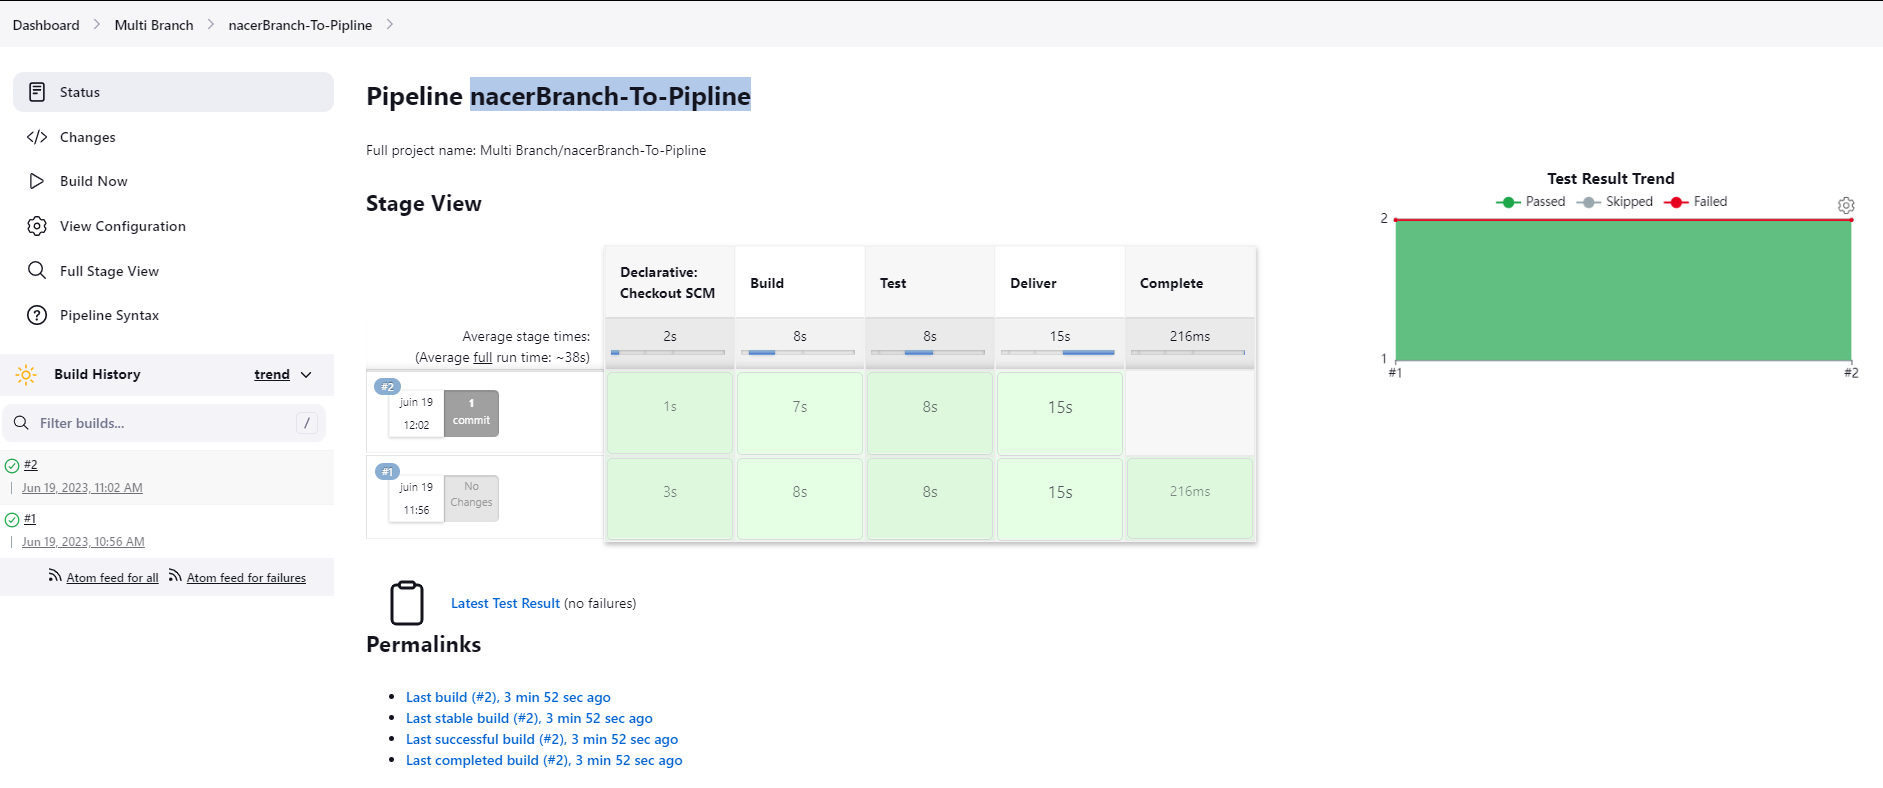 Dashboard > Multi Branch > nacerBranch-To-Pipline >
Status
Changes
Build Now
View Configuration
Full Stage View
Pipeline Syntax
Build History trend
Filter builds... /
#2
Jun 19, 2023, 11:02 AM
#1
Jun 19, 2023, 10:56 AM
Atom feed for all Atom feed for failures
Pipeline nacerBranch-To-Pipline
Full project name: Multi Branch/nacerBranch-To-Pipline
Stage View
Declarative:
Checkout SCM
Build
Test
Deliver
Complete
Average stage times:
(Average full run time: ~38s)
2s
8s
8s
15s
216ms
#2
juin 19
12:02
1
commit
1s
7s
8s
15s
#1
juin 19
11:56
No
Changes
3s
8s
8s
15s
216ms
Latest Test Result (no failures)
Permalinks
Last build (#2), 3 min 52 sec ago
Last stable build (#2), 3 min 52 sec ago
Last successful build (#2), 3 min 52 sec ago
Last completed build (#2), 3 min 52 sec ago
Test Result Trend
Passed Skipped Failed
2
1
#1 #2